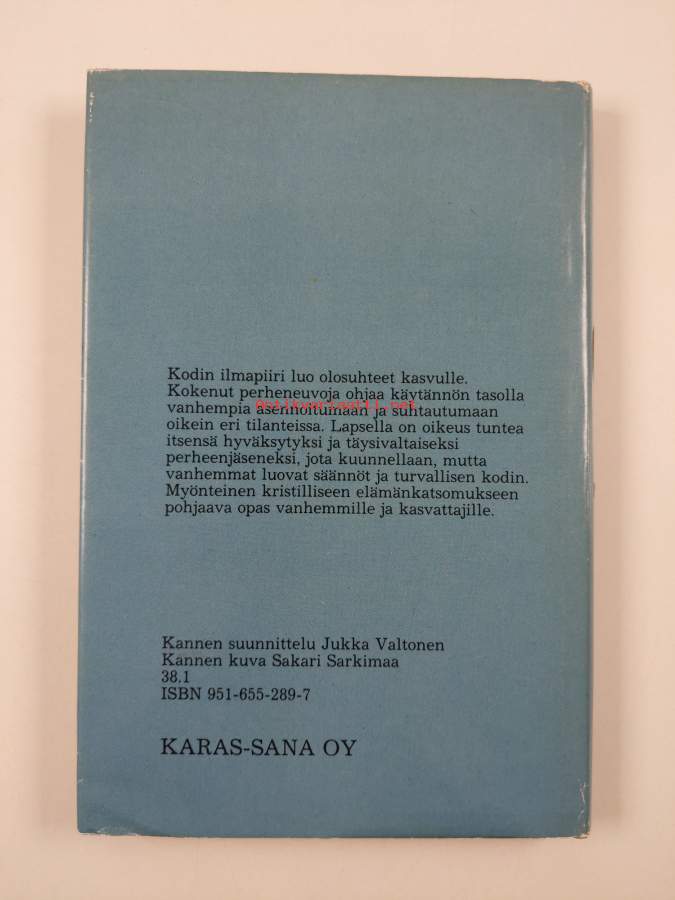 Kodin ilmapiiri luo olosuhteet kasvulle.
Kokenut perheneuvoja ohjaa käytännön tasolla
vanhempia asennoitumaan ja suhtautumaan
oikein eri tilanteissa. Lapsella on oikeus tuntea
itsensä hyväksytyksi ja täysivaltaiseksi
perheenjäseneksi, jota kuunnellaan, mutta
vanhemmat luovat säännöt ja turvallisen kodin.
Myönteinen kristilliseen elämänkatsomukseen
pohjaava opas vanhemmille ja kasvattajille.
Kannen suunnittelu Jukka Valtonen
Kannen kuva Sakari Sarkimaa
38.1
ISBN 951-655-289-7
KARAS-SANA OY